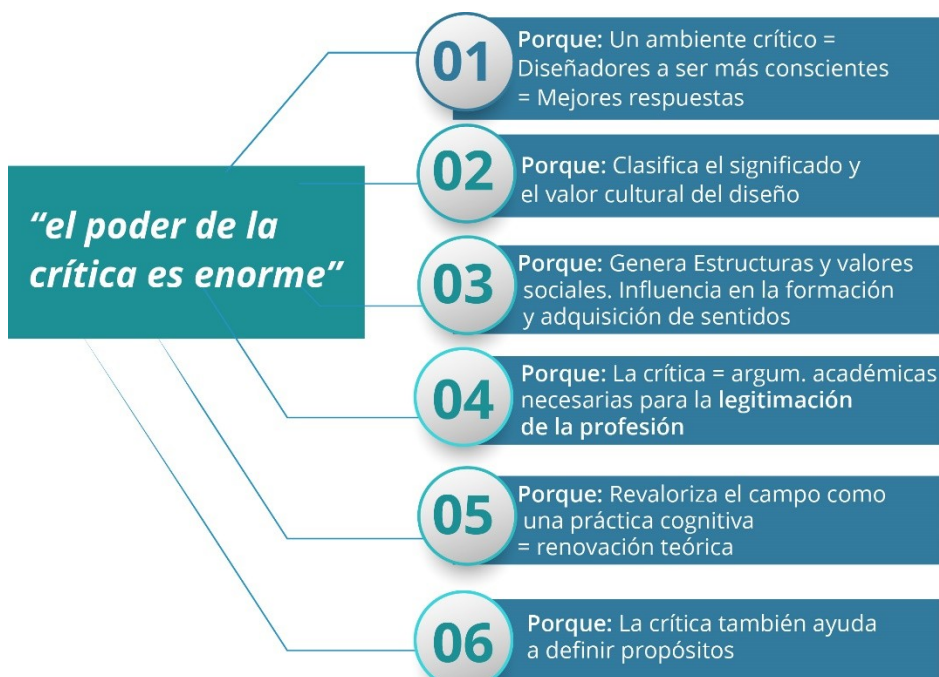 “el poder de la
crítica es enorme”
01
Porque: Un ambiente crítico =
Diseñadores a ser más conscientes
= Mejores respuestas
02
Porque: Clasifica el significado y
el valor cultural del diseño
03
Porque: Genera Estructuras y valores
sociales. Influencia en la formación
y adquisición de sentidos
04
Porque: La crítica = argum. académicas
necesarias para la legitimación
de la profesión
05
Porque: Revaloriza el campo como
una práctica cognitiva
= renovación teórica
06
Porque: La crítica también ayuda
a definir propósitos